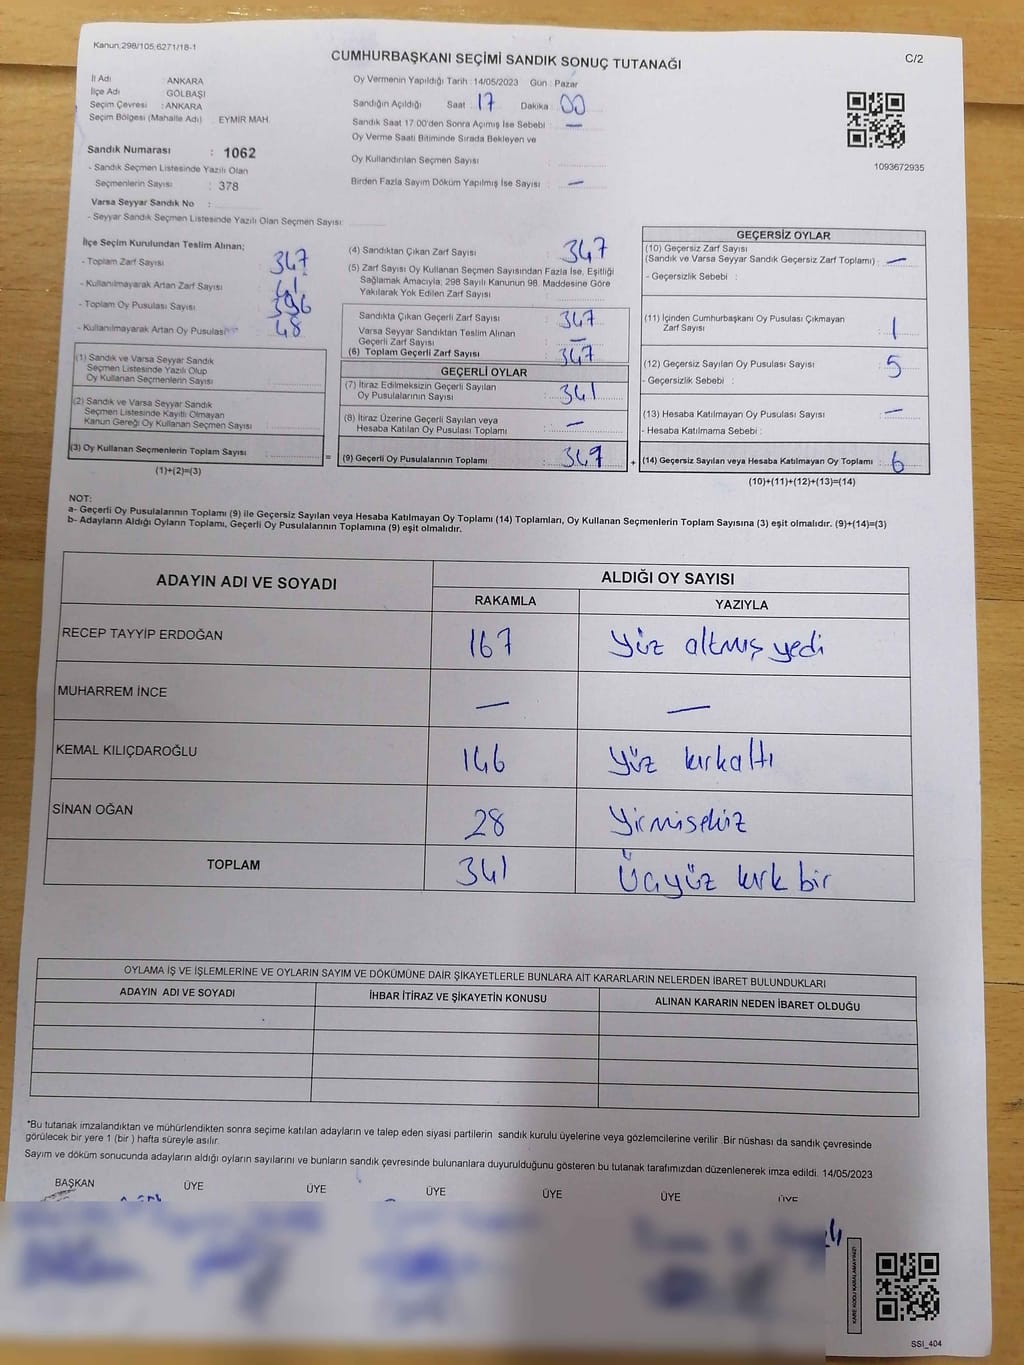 Kanun;298/105,6271/18-1
CUMHURBAŞKANI SEÇİMİ SANDIK SONUÇ TUTANAĞI
C/2
İl Adı : ANKARA
İlçe Adı : GÖLBAŞI
Seçim Çevresi : ANKARA
Seçim Bölgesi (Mahalle Adı) : EYMİR MAH.
Oy Vermenin Yapıldığı Tarih : 14/05/2023 Gün : Pazar
Sandığın Açıldığı Saat : 17 Dakika : 00
Sandık Saat 17.00'den Sonra Açımış İse Sebebi : —
Oy Verme Saati Bitiminde Sırada Bekleyen ve
Oy Kullandırılan Seçmen Sayısı :
Birden Fazla Sayım Döküm Yapılmış İse Sayısı : —
1093672935
Sandık Numarası : 1062
- Sandık Seçmen Listesinde Yazılı Olan
Seçmenlerin Sayısı : 378
Varsa Seyyar Sandık No :
- Seyyar Sandık Seçmen Listesinde Yazılı Olan Seçmen Sayısı:
İlçe Seçim Kurulundan Teslim Alınan;
- Toplam Zarf Sayısı : 347
- Kullanılmayarak Artan Zarf Sayısı : 41
- Toplam Oy Pusulası Sayısı : 396
- Kullanılmayarak Artan Oy Pusulası : 48
(1) Sandık ve Varsa Seyyar Sandık
Seçmen Listesinde Yazılı Olup
Oy Kullanan Seçmenlerin Sayısı :
(2) Sandık ve Varsa Seyyar Sandık
Seçmen Listesinde Kayıtlı Olmayan
Kanun Gereği Oy Kullanan Seçmen Sayısı :
(3) Oy Kullanan Seçmenlerin Toplam Sayısı :
(1)+(2)=(3)
=
(4) Sandıktan Çıkan Zarf Sayısı : 347
(5) Zarf Sayısı Oy Kullanan Seçmen Sayısından Fazla İse, Eşitliği
Sağlamak Amacıyla; 298 Sayılı Kanunun 98. Maddesine Göre
Yakılarak Yok Edilen Zarf Sayısı :
Sandıkta Çıkan Geçerli Zarf Sayısı : 347
Varsa Seyyar Sandıktan Teslim Alınan
Geçerli Zarf Sayısı : —
(6) Toplam Geçerli Zarf Sayısı : 347
GEÇERLİ OYLAR
(7) İtiraz Edilmeksizin Geçerli Sayılan
Oy Pusulalarının Sayısı : 341
(8) İtiraz Üzerine Geçerli Sayılan veya
Hesaba Katılan Oy Pusulası Toplamı : —
(9) Geçerli Oy Pusulalarının Toplamı : 347
+
GEÇERSİZ OYLAR
(10) Geçersiz Zarf Sayısı
(Sandık ve Varsa Seyyar Sandık Geçersiz Zarf Toplamı) : —
- Geçersizlik Sebebi :
(11) İçinden Cumhurbaşkanı Oy Pusulası Çıkmayan
Zarf Sayısı : 1
(12) Geçersiz Sayılan Oy Pusulası Sayısı : 5
- Geçersizlik Sebebi :
(13) Hesaba Katılmayan Oy Pusulası Sayısı : —
- Hesaba Katılmama Sebebi :
(14) Geçersiz Sayılan veya Hesaba Katılmayan Oy Toplamı : 6
(10)+(11)+(12)+(13)=(14)
NOT:
a- Geçerli Oy Pusulalarının Toplamı (9) ile Geçersiz Sayılan veya Hesaba Katılmayan Oy Toplamı (14) Toplamları, Oy Kullanan Seçmenlerin Toplam Sayısına (3) eşit olmalıdır. (9)+(14)=(3)
b- Adayların Aldığı Oyların Toplamı, Geçerli Oy Pusulalarının Toplamına (9) eşit olmalıdır.
ADAYIN ADI VE SOYADI ALDIĞI OY SAYISI
RAKAMLA YAZIYLA
RECEP TAYYİP ERDOĞAN 167 Yüz altmış yedi
MUHARREM İNCE — —
KEMAL KILIÇDAROĞLU 146 Yüz kırkaltı
SİNAN OĞAN 28 Yirmisekiz
TOPLAM 341 Üçyüz kırk bir
OYLAMA İŞ VE İŞLEMLERİNE VE OYLARIN SAYIM VE DÖKÜMÜNE DAİR ŞİKAYETLERLE BUNLARA AİT KARARLARIN NELERDEN İBARET BULUNDUKLARI
ADAYIN ADI VE SOYADI İHBAR İTİRAZ VE ŞİKAYETİN KONUSU ALINAN KARARIN NEDEN İBARET OLDUĞU
*Bu tutanak imzalandıktan ve mühürlendikten sonra seçime katılan adayların ve talep eden siyasi partilerin sandık kurulu üyelerine veya gözlemcilerine verilir .Bir nüshası da sandık çevresinde
görülecek bir yere 1 (bir ) hafta süreyle asılır.
Sayım ve döküm sonucunda adayların aldığı oyların sayılarını ve bunların sandık çevresinde bulunanlara duyurulduğunu gösteren bu tutanak tarafımızdan düzenlenerek imza edildi. 14/05/2023
BAŞKAN ÜYE ÜYE ÜYE ÜYE ÜYE ÜYE
KARE KODU KARALAMAYINIZ!
SSI_404